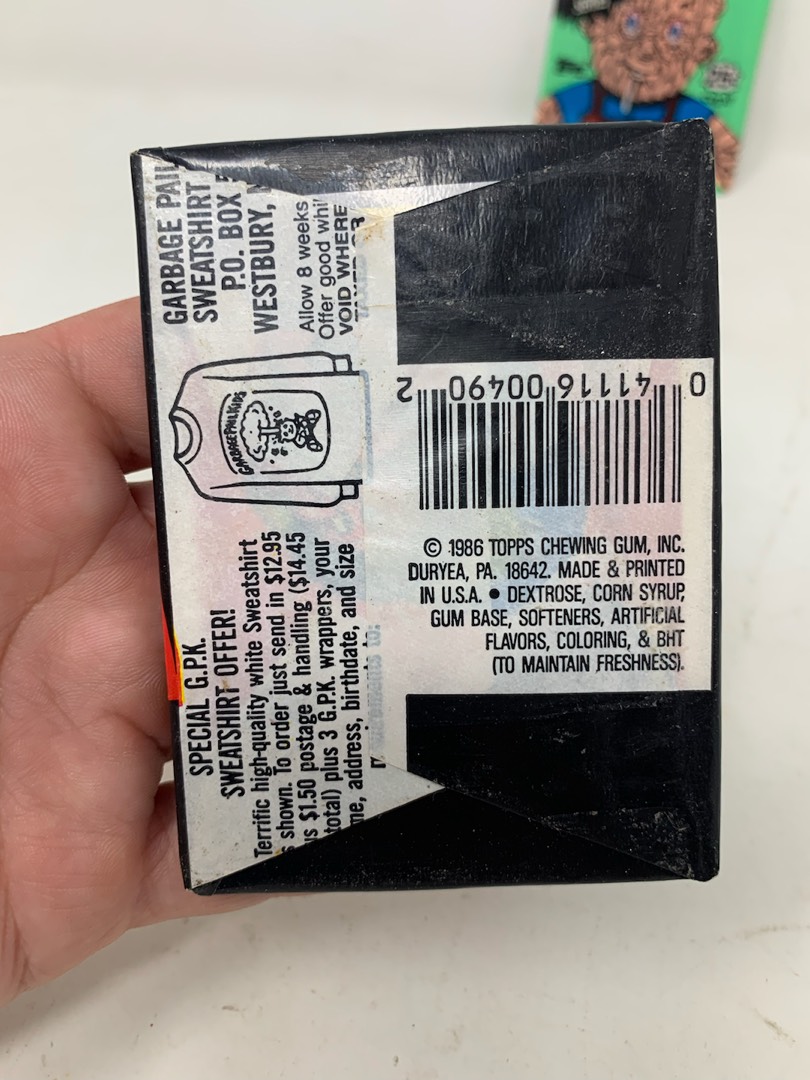 SPECIAL G.P.K.
SWEATSHIRT OFFER!
Terrific high-quality white Sweatshirt
shown. To order just send in $12.95
$1.50 postage & handling ($14.45
total) plus 3 G.P.K. wrappers, your
address, birthdate, and size
to:
GARBAGE PAIL KIDS
GARBAGE PAI
SWEATSHIRT
P.O. BOX
WESTBURY,
Allow 8 weeks
Offer good
VOID WHERE
0 41116 00490 2
© 1986 TOPPS CHEWING GUM, INC.
DURYEA, PA. 18642. MADE & PRINTED
IN U.S.A. • DEXTROSE, CORN SYRUP,
GUM BASE, SOFTENERS, ARTIFICIAL
FLAVORS, COLORING, & BHT
(TO MAINTAIN FRESHNESS).